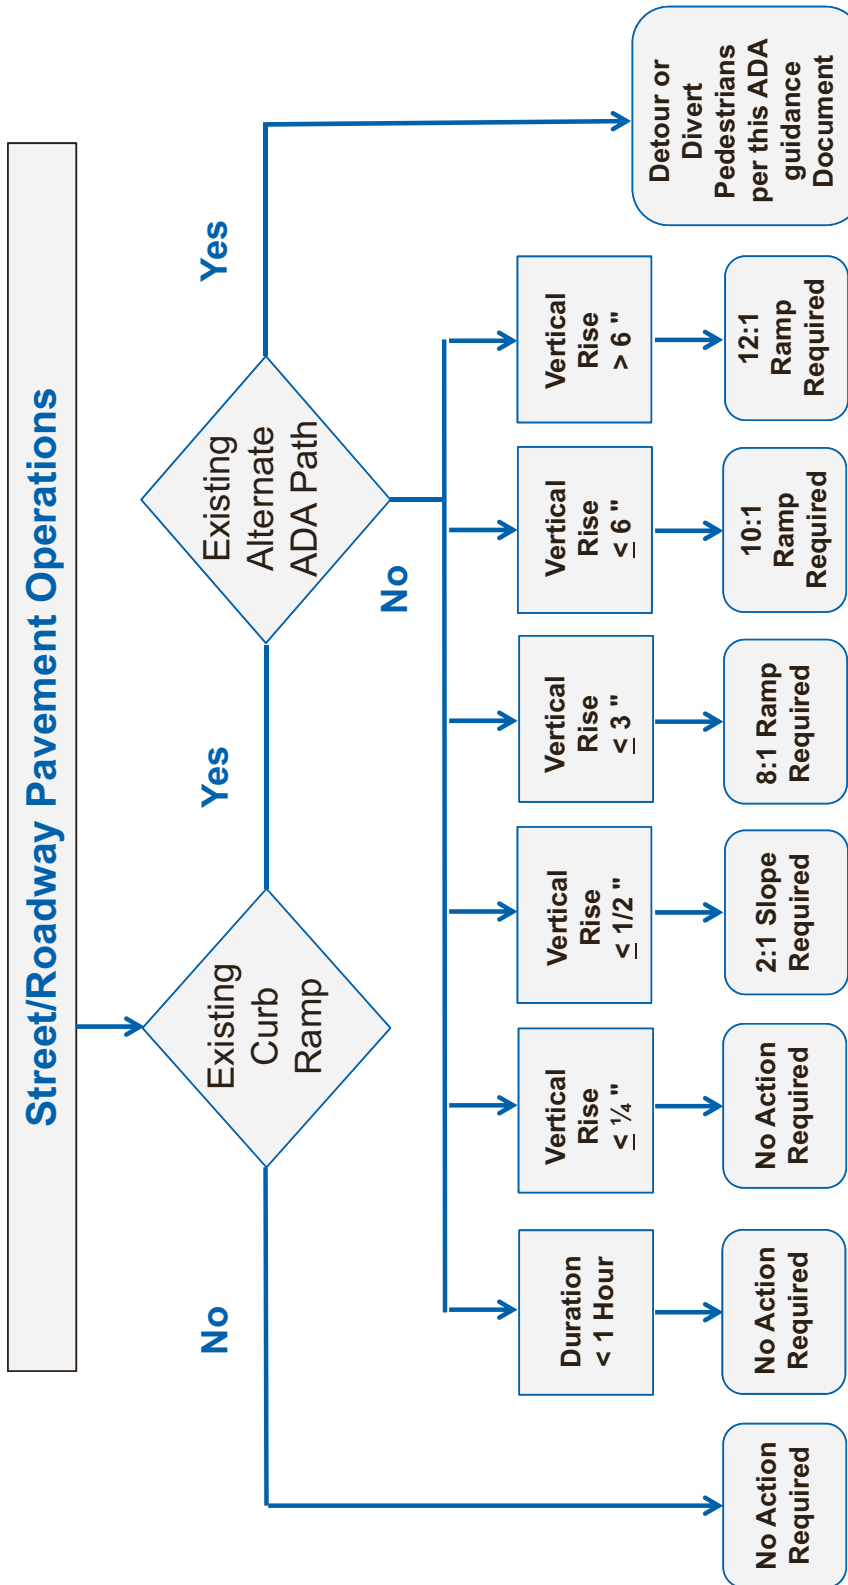 Street/Roadway Pavement Operations
Existing
Curb
Ramp
Existing
Alternate
ADA Path
No
Yes
Yes
No
Duration
< 1 Hour
Vertical
Rise
≤ ¼ "
Vertical
Rise
≤ 1/2 "
Vertical
Rise
≤ 3 "
Vertical
Rise
≤ 6 "
Vertical
Rise
> 6 "
No Action
Required
No Action
Required
No Action
Required
2:1 Slope
Required
8:1 Ramp
Required
10:1
Ramp
Required
12:1
Ramp
Required
Detour or
Divert
Pedestrians
per this ADA
guidance
Document